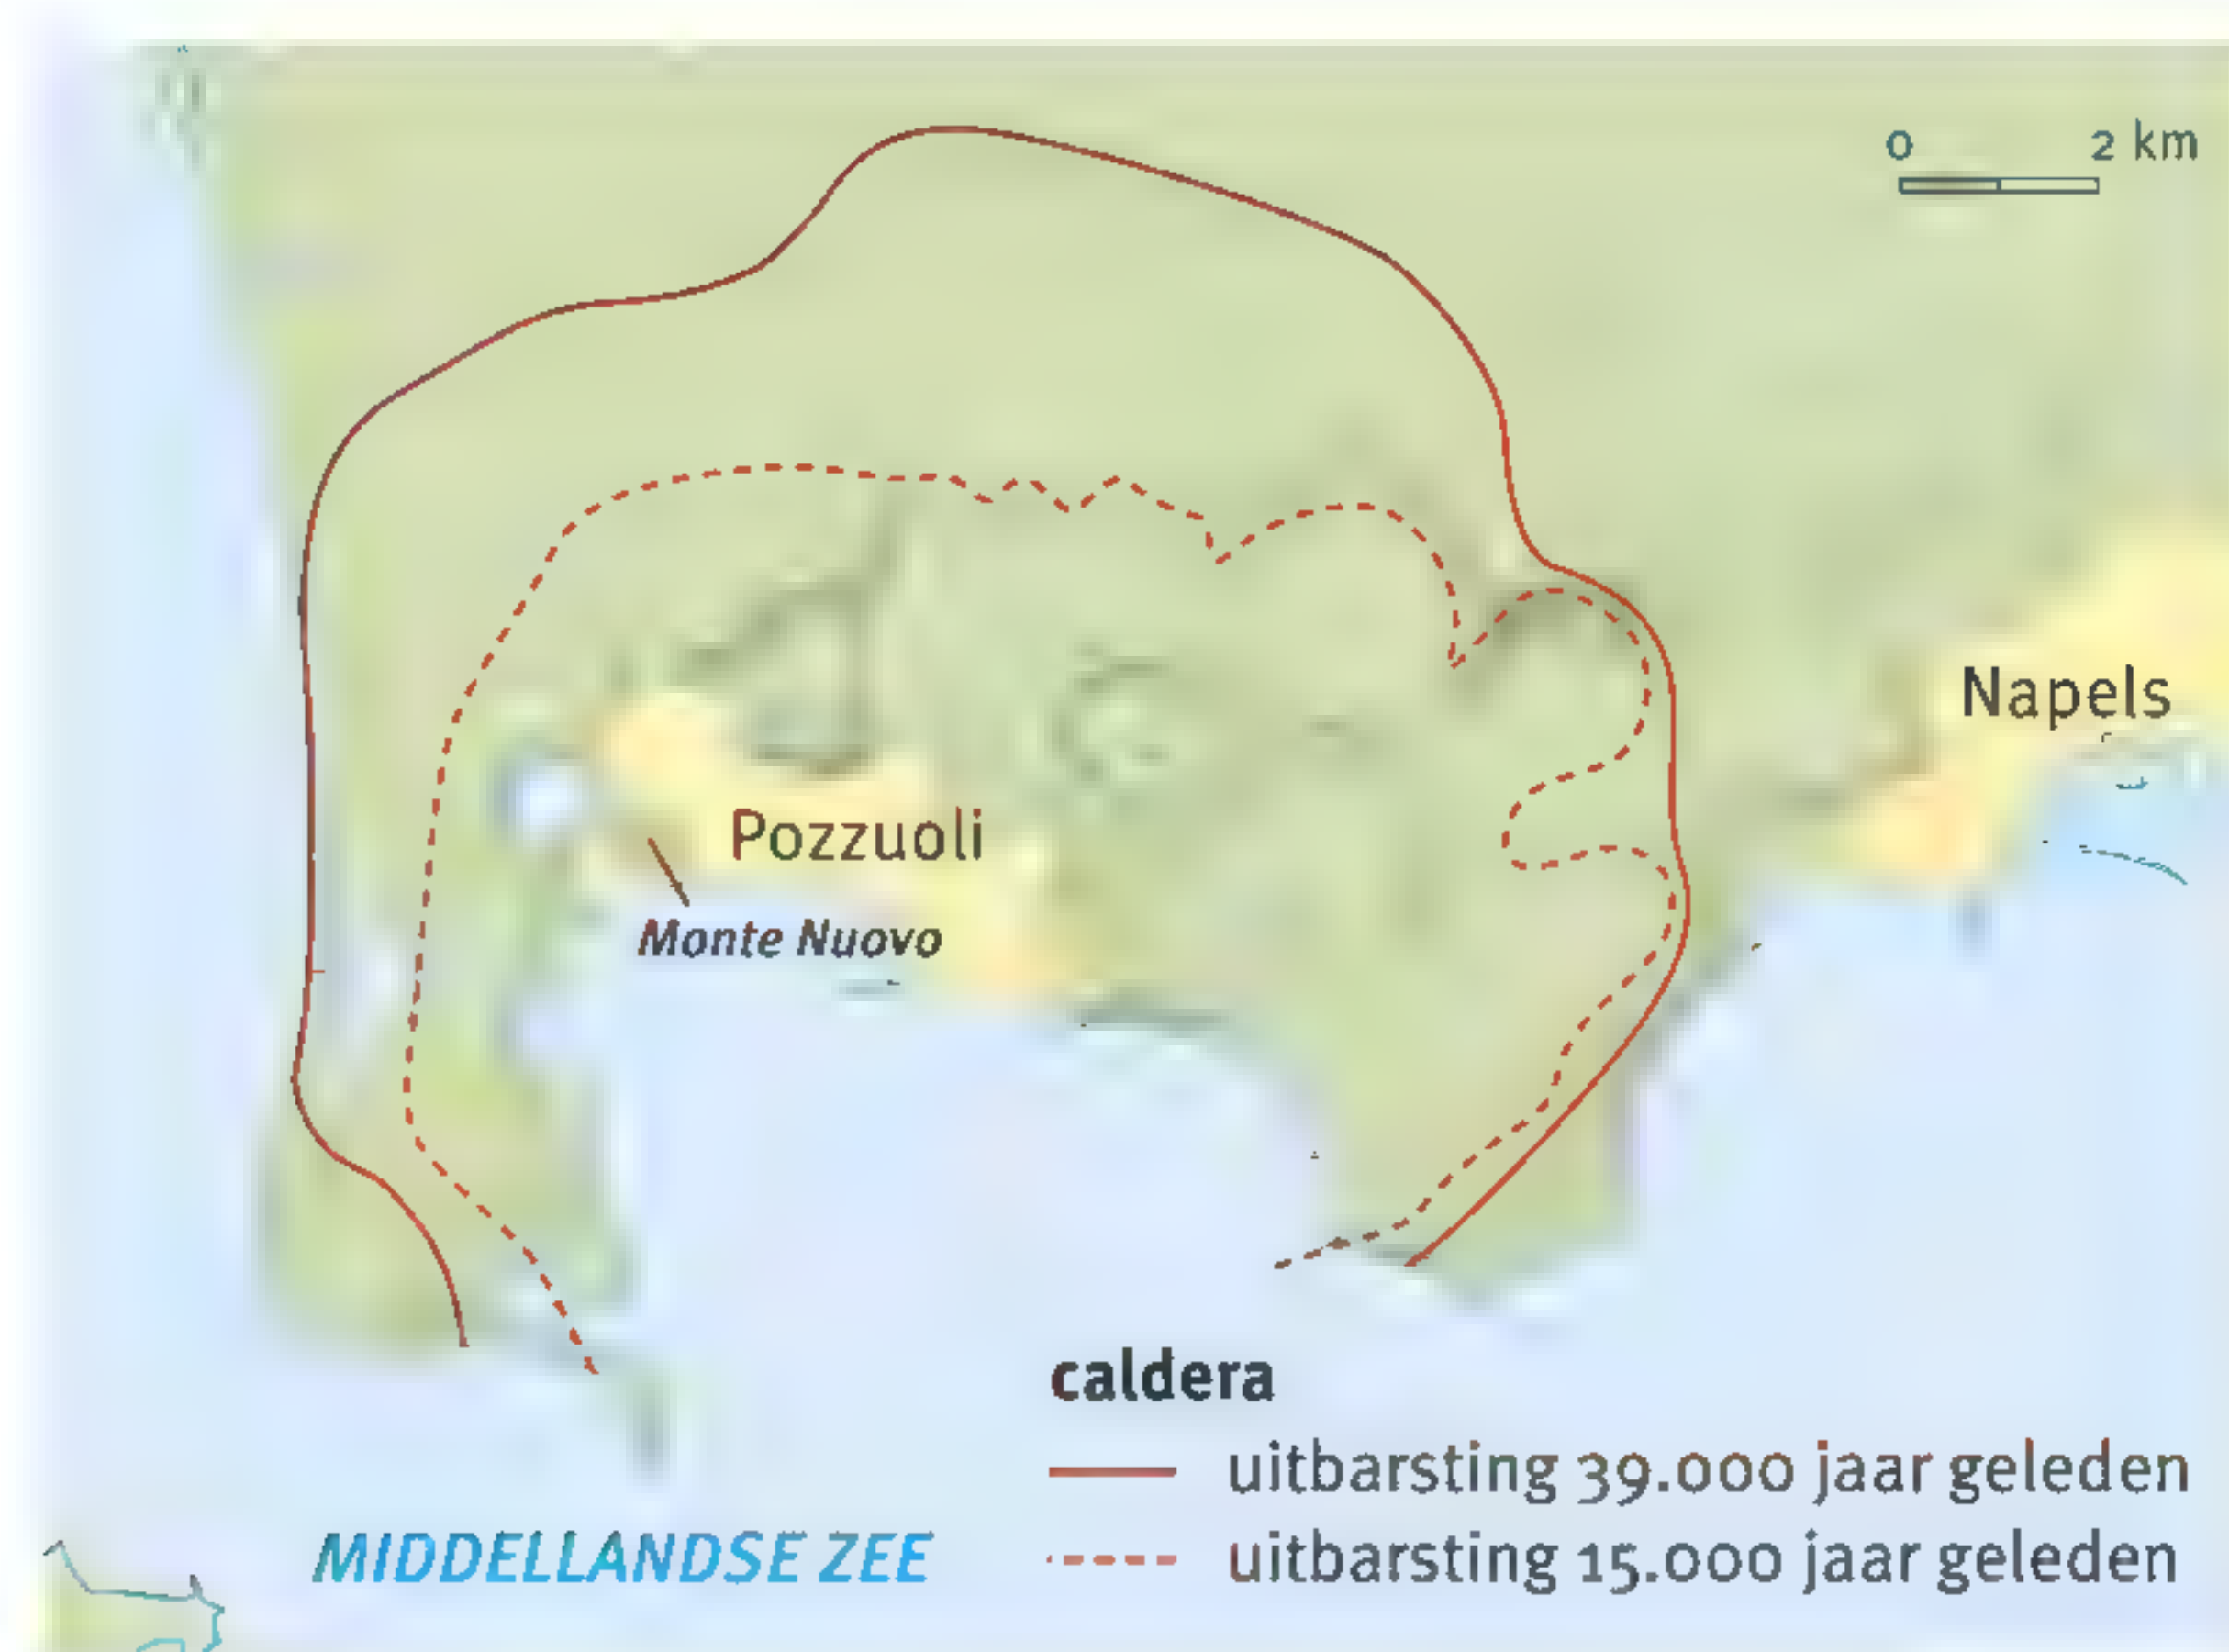 0 2 km
Napels
Pozzuoli
Monte Nuovo
caldera
uitbarsting 39.000 jaar geleden
uitbarsting 15.000 jaar geleden
MIDDELLANDSE ZEE